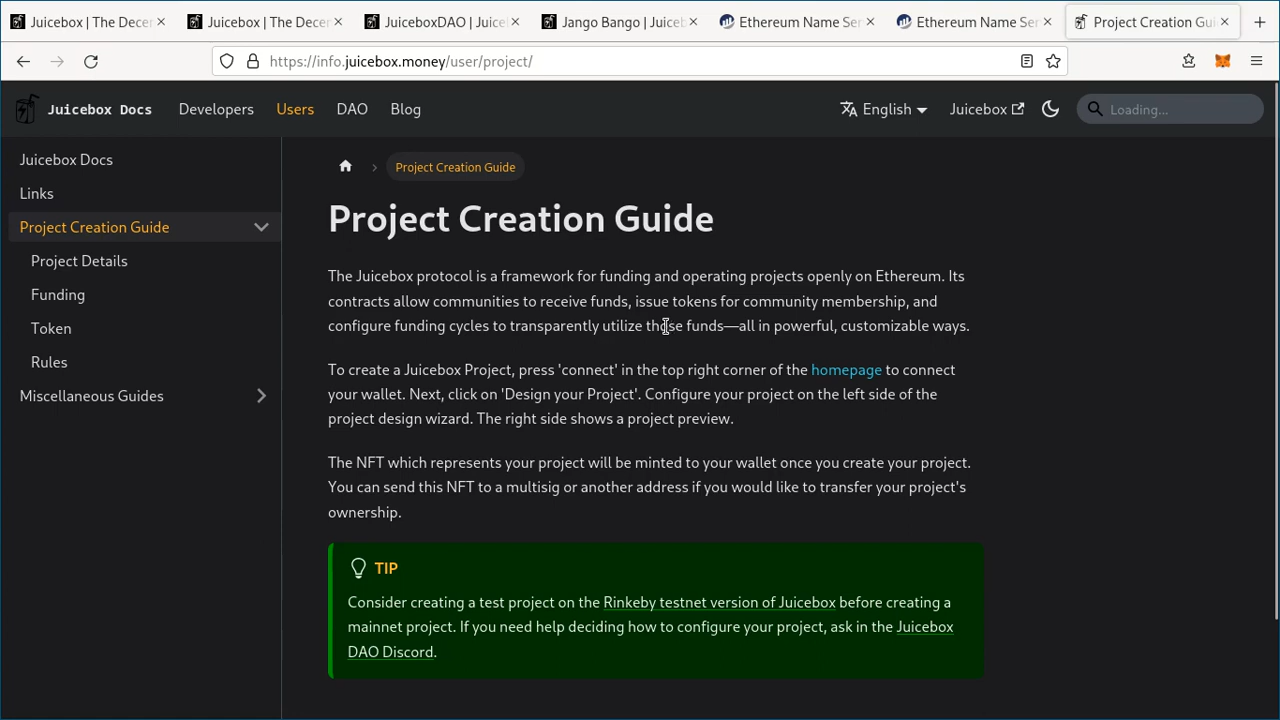 Juicebox | The Decer
Juicebox | The Decer
JuiceboxDAO | Juice
Jango Bango | Juiceb
Ethereum Name Ser
Ethereum Name Ser
Project Creation Gui
https://info.juicebox.money/user/project/
Juicebox Docs
Developers
Users
DAO
Blog
English
Juicebox
Loading...
Juicebox Docs
Links
Project Creation Guide
Project Details
Funding
Token
Rules
Miscellaneous Guides
Project Creation Guide
Project Creation Guide
The Juicebox protocol is a framework for funding and operating projects openly on Ethereum. Its
contracts allow communities to receive funds, issue tokens for community membership, and
configure funding cycles to transparently utilize those funds—all in powerful, customizable ways.
To create a Juicebox Project, press 'connect' in the top right corner of the homepage to connect
your wallet. Next, click on 'Design your Project'. Configure your project on the left side of the
project design wizard. The right side shows a project preview.
The NFT which represents your project will be minted to your wallet once you create your project.
You can send this NFT to a multisig or another address if you would like to transfer your project's
ownership.
TIP
Consider creating a test project on the Rinkeby testnet version of Juicebox before creating a
mainnet project. If you need help deciding how to configure your project, ask in the Juicebox
DAO Discord.